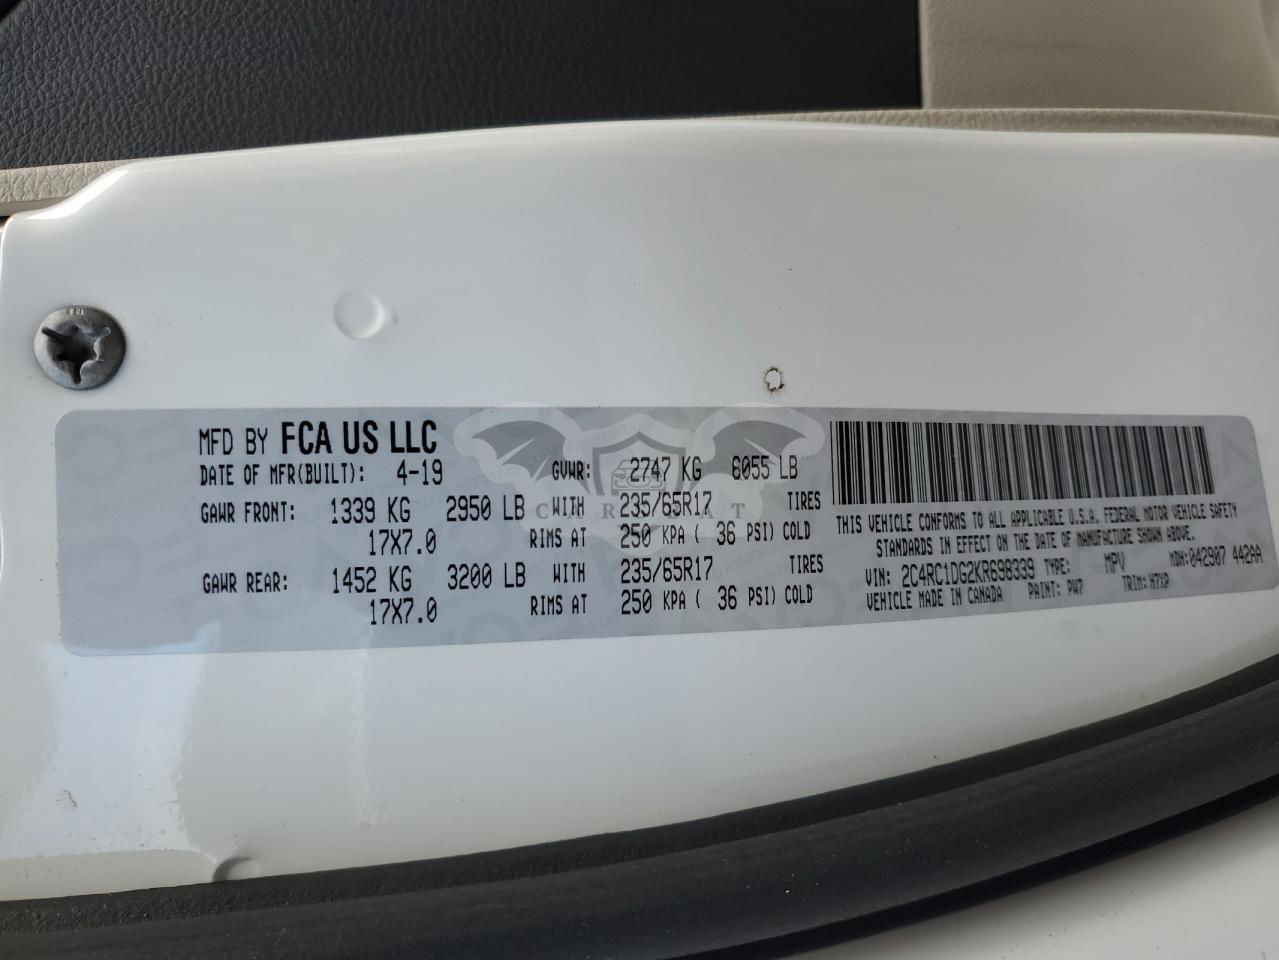 MFD BY FCA US LLC
DATE OF MFR(BUILT): 4-19 GVWR: 2747 KG 6055 LB
GAWR FRONT: 1339 KG 2950 LB WITH 235/65R17 TIRES
17X7.0 RIMS AT 250 KPA ( 36 PSI) COLD
GAWR REAR: 1452 KG 3200 LB WITH 235/65R17 TIRES
17X7.0 RIMS AT 250 KPA ( 36 PSI) COLD
THIS VEHICLE CONFORMS TO ALL APPLICABLE U.S.A. FEDERAL MOTOR VEHICLE SAFETY
STANDARDS IN EFFECT ON THE DATE OF MANUFACTURE SHOWN ABOVE.
VIN: 2C4RC1DG2KR698339 TYPE: MPV MDH: 042907 442AA
VEHICLE MADE IN CANADA PAINT: PW7 TRIM: H7XP